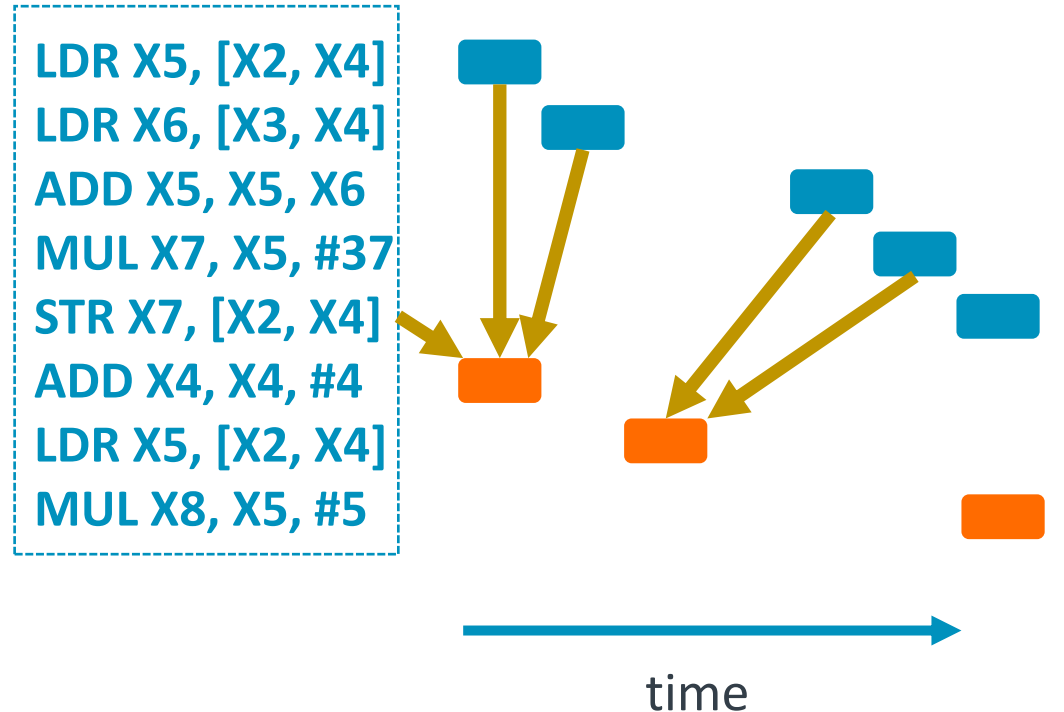 LDR X5, [X2, X4]
LDR X6, [X3, X4]
ADD X5, X5, X6
MUL X7, X5, #37
STR X7, [X2, X4]
ADD X4, X4, #4
LDR X5, [X2, X4]
MUL X8, X5, #5
time